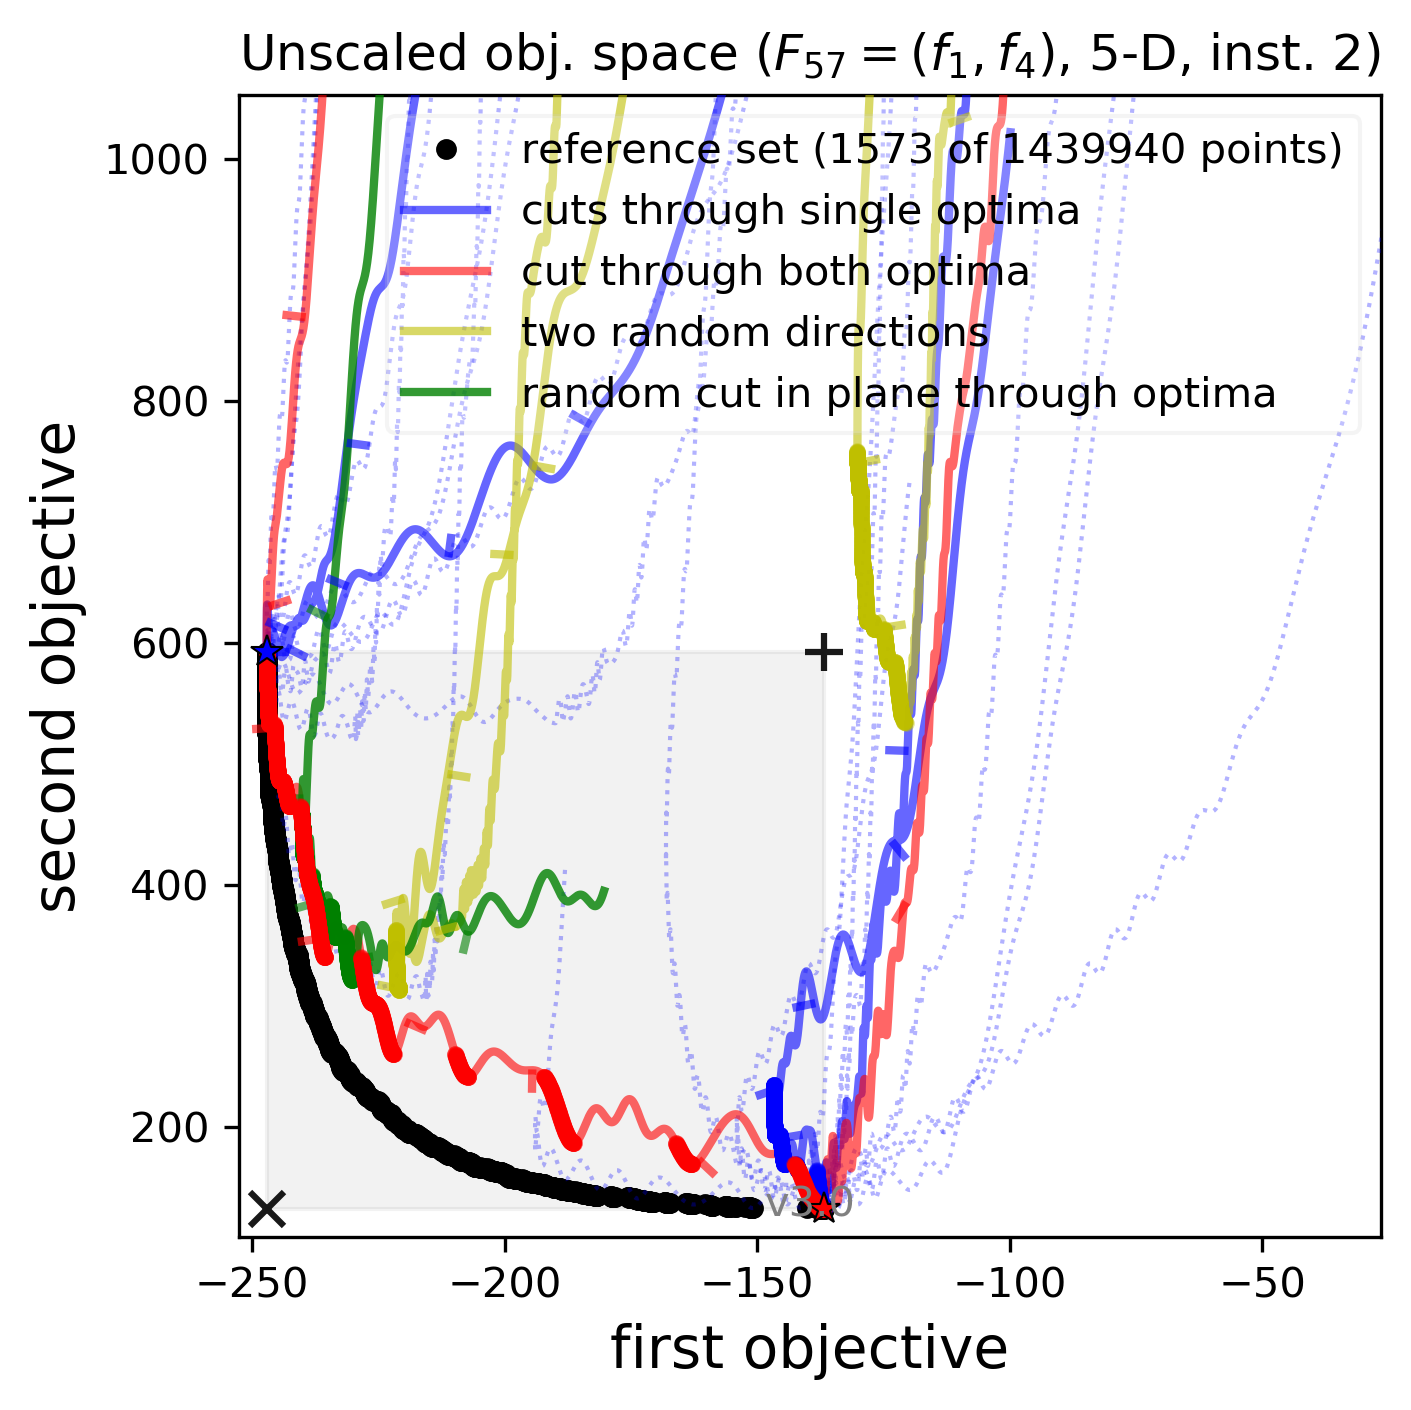 Unscaled obj. space (F57 = (f1, f4), 5-D, inst. 2)
reference set (1573 of 1439940 points)
cuts through single optima
cut through both optima
two random directions
random cut in plane through optima
second objective
1000
800
600
400
200
v3.0
−250
−200
−150
−100
−50
first objective